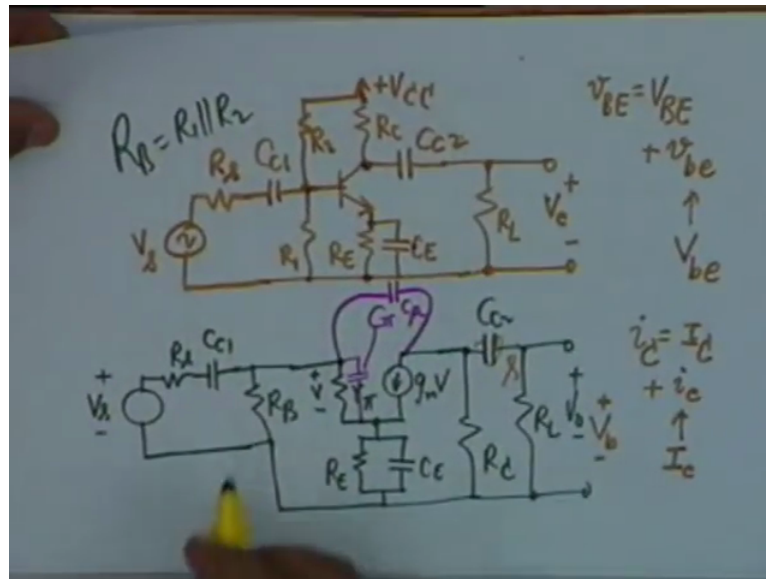 R_B = R_1 || R_2
+V_CC
R_2
R_C
C_C2
R_s
C_C1
V_s
R_1
R_E
C_E
R_L
+
V_o
-
v_BE = V_BE
+ v_be
↑
V_be
i_C = I_C
+ i_c
↑
I_c
C_μ
C_π
C_C2
R_s
C_C1
+
V_s
-
R_B
+
V
-
r_π
g_m V
R_E
C_E
R_C
R_L
+
V_o
-
+
V_o
-